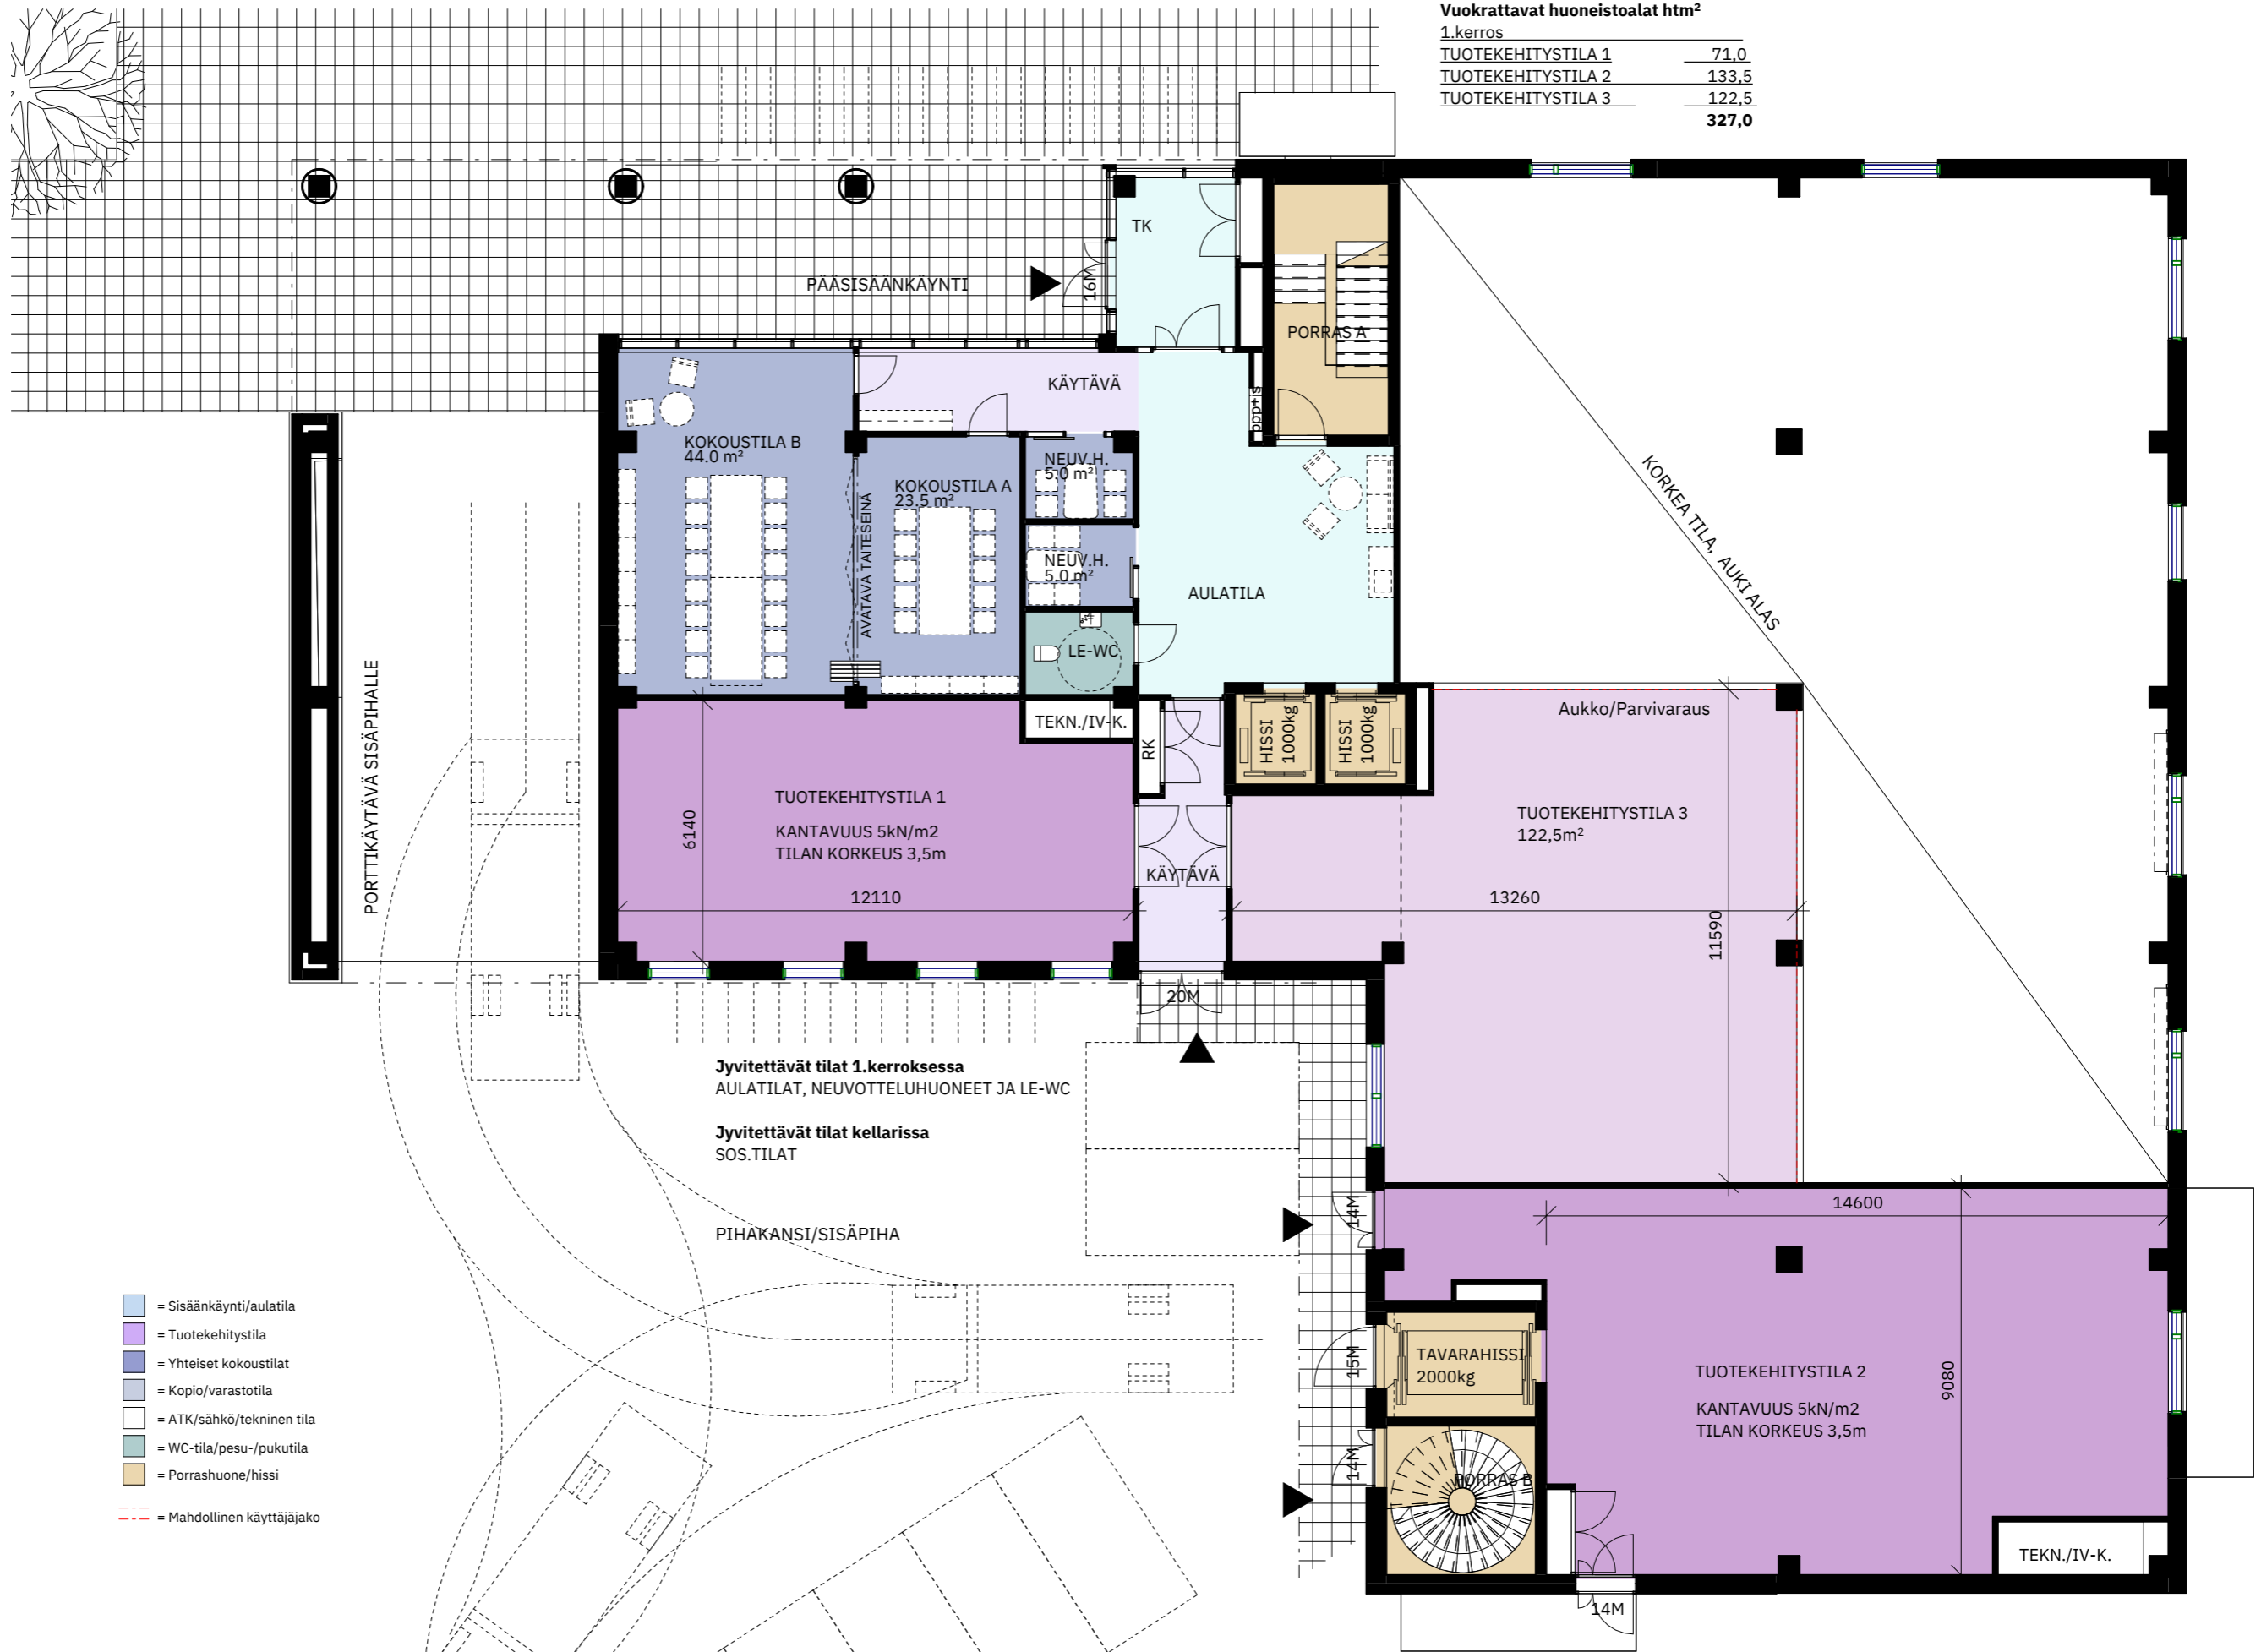 Vuokrattavat huoneistoalat htm²
1.kerros
TUOTEKEHITYSTILA 1 71,0
TUOTEKEHITYSTILA 2 133,5
TUOTEKEHITYSTILA 3 122,5
327,0
TK
PÄÄSISÄÄNKÄYNTI
16M
PORRAS A
KÄYTÄVÄ
pp+js
KOKOUSTILA B
44.0 m²
NEUV.H.
5.0 m²
KOKOUSTILA A
23.5 m²
AVATAVA TAITESEINÄ
NEUV.H.
5.0 m²
AULATILA
LE-WC
KORKEA TILA, AUKI ALAS
PORTTIKÄYTÄVÄ SISÄPIHALLE
TEKN./IV-K.
RK
HISSI
1000kg
HISSI
1000kg
Aukko/Parvivaraus
TUOTEKEHITYSTILA 1
KANTAVUUS 5kN/m2
TILAN KORKEUS 3,5m
6140
12110
KÄYTÄVÄ
TUOTEKEHITYSTILA 3
122,5m²
13260
11590
20M
Jyvitettävät tilat 1.kerroksessa
AULATILAT, NEUVOTTELUHUONEET JA LE-WC
Jyvitettävät tilat kellarissa
SOS.TILAT
PIHAKANSI/SISÄPIHA
14M
14600
15M
TAVARAHISSI
2000kg
TUOTEKEHITYSTILA 2
KANTAVUUS 5kN/m2
TILAN KORKEUS 3,5m
9080
14M
PORRAS B
TEKN./IV-K.
14M
= Sisäänkäynti/aulatila
= Tuotekehitystila
= Yhteiset kokoustilat
= Kopio/varastotila
= ATK/sähkö/tekninen tila
= WC-tila/pesu-/pukutila
= Porrashuone/hissi
= Mahdollinen käyttäjäjako